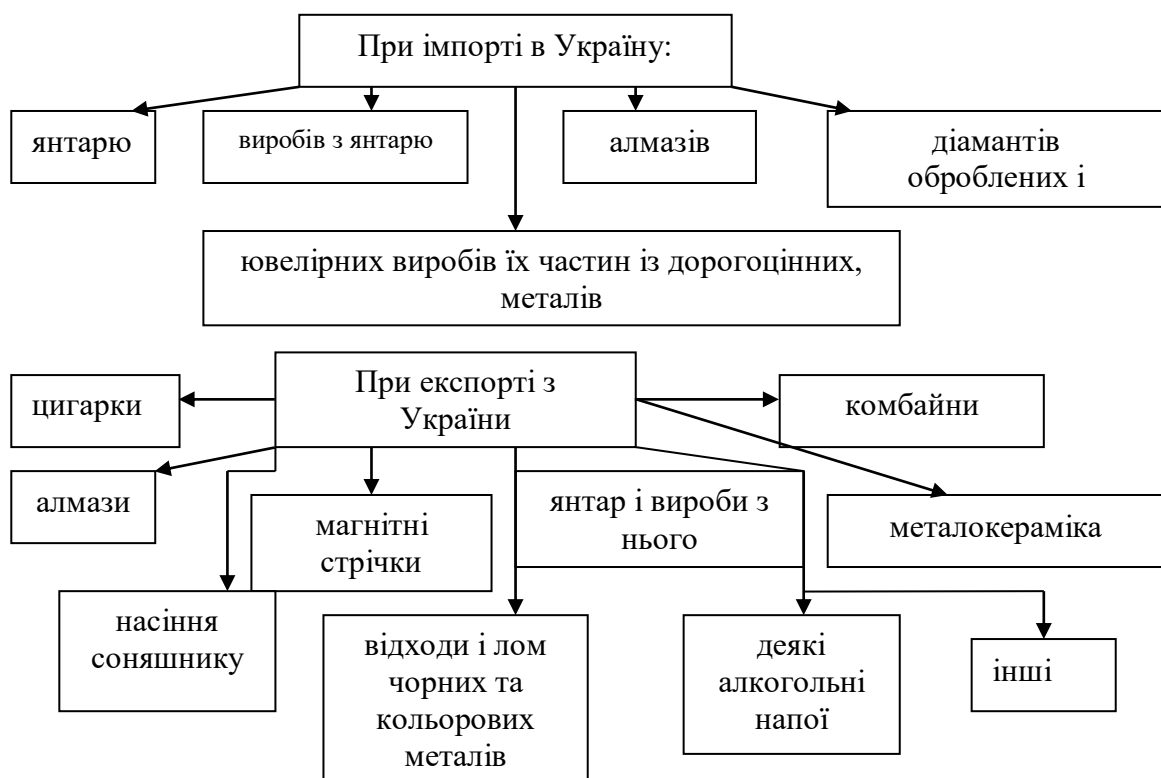 При імпорті в Україну:
янтарю
виробів з янтарю
алмазів
діамантів
оброблених і
ювелірних виробів їх частин із дорогоцінних,
металів
При експорті з
України
цигарки
комбайни
алмази
магнітні
стрічки
янтар і вироби з
нього
металокераміка
насіння
соняшнику
відходи і лом
чорних та
кольорових
металів
деякі
алкогольні
напої
інші